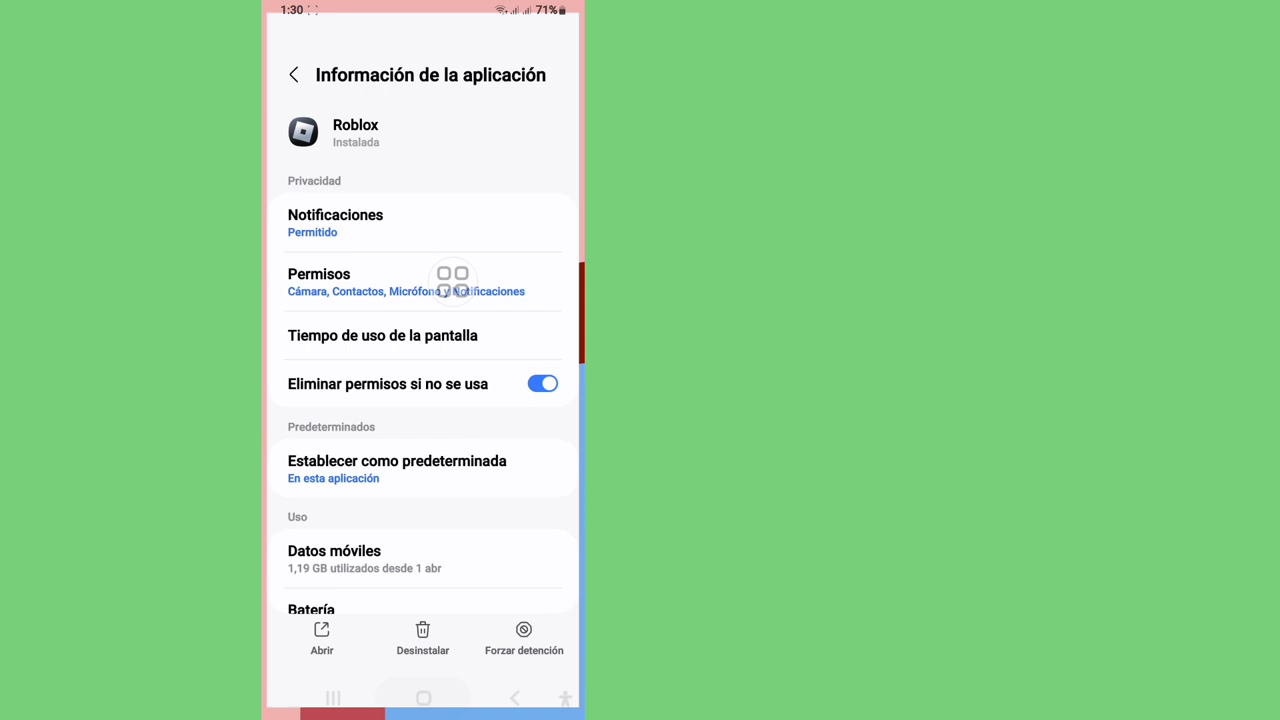 1:30 71%
Información de la aplicación
Roblox
Instalada
Privacidad
Notificaciones
Permitido
Permisos
Cámara, Contactos, Micrófono y Notificaciones
Tiempo de uso de la pantalla
Eliminar permisos si no se usa
Predeterminados
Establecer como predeterminada
En esta aplicación
Uso
Datos móviles
1,19 GB utilizados desde 1 abr
Batería
Abrir Desinstalar Forzar detención